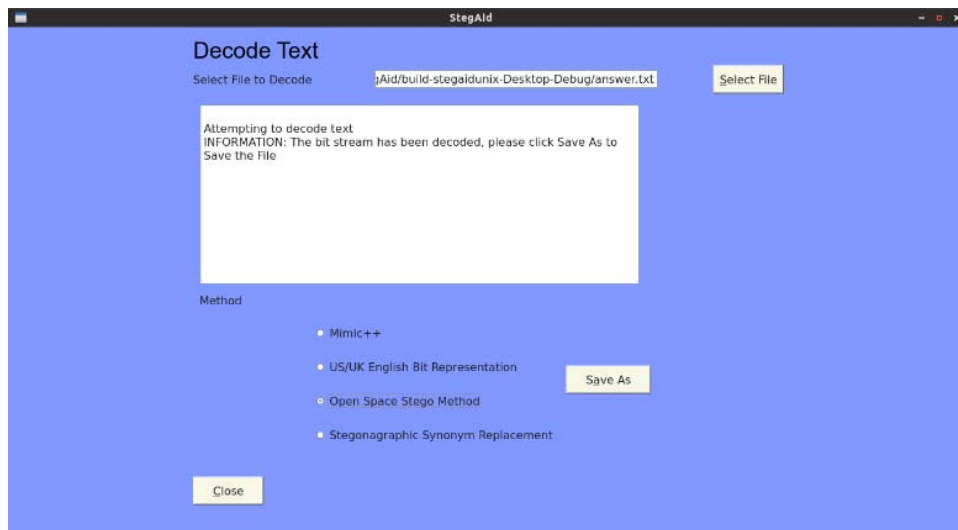 StegAid
Decode Text
Select File to Decode
gAid/build-stegaidunix-Desktop-Debug/answer.txt
Select File
Attempting to decode text
INFORMATION: The bit stream has been decoded, please click Save As to
Save the File
Method
Mimic++
US/UK English Bit Representation
Save As
Open Space Stego Method
Stegonagraphic Synonym Replacement
Close